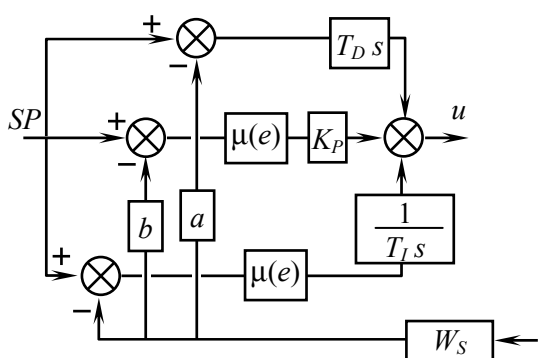 +
−
T_D s
SP
+
−
μ(e)
K_P
u
b
a
1
T_I s
+
−
μ(e)
W_S